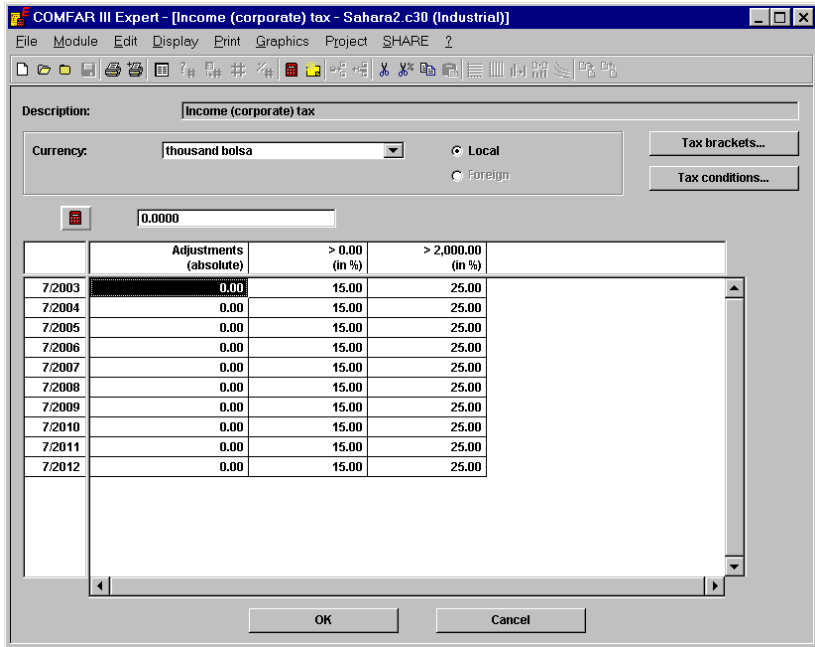 COMFAR III Expert - [Income (corporate) tax - Sahara2.c30 (Industrial)]
File Module Edit Display Print Graphics Project SHARE ?
Description: Income (corporate) tax
Currency: thousand bolsa Local Tax brackets...
Foreign Tax conditions...
0.0000
Adjustments > 0.00 > 2,000.00
(absolute) (in %) (in %)
7/2003 0.00 15.00 25.00
7/2004 0.00 15.00 25.00
7/2005 0.00 15.00 25.00
7/2006 0.00 15.00 25.00
7/2007 0.00 15.00 25.00
7/2008 0.00 15.00 25.00
7/2009 0.00 15.00 25.00
7/2010 0.00 15.00 25.00
7/2011 0.00 15.00 25.00
7/2012 0.00 15.00 25.00
OK Cancel